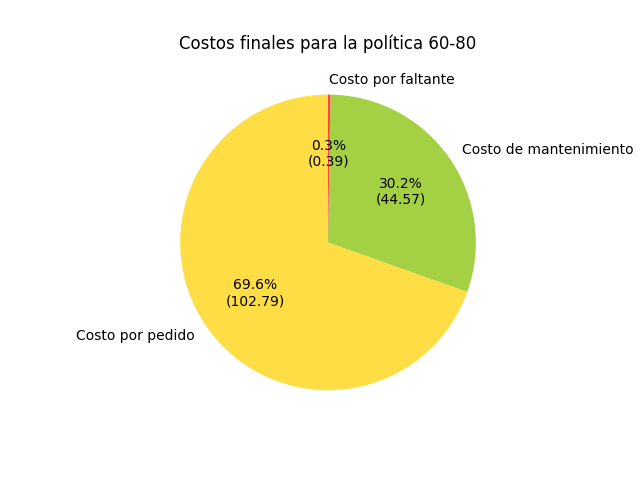 Costos finales para la política 60-80
Costo por faltante
0.3%
(0.39)
Costo de mantenimiento
30.2%
(44.57)
69.6%
(102.79)
Costo por pedido